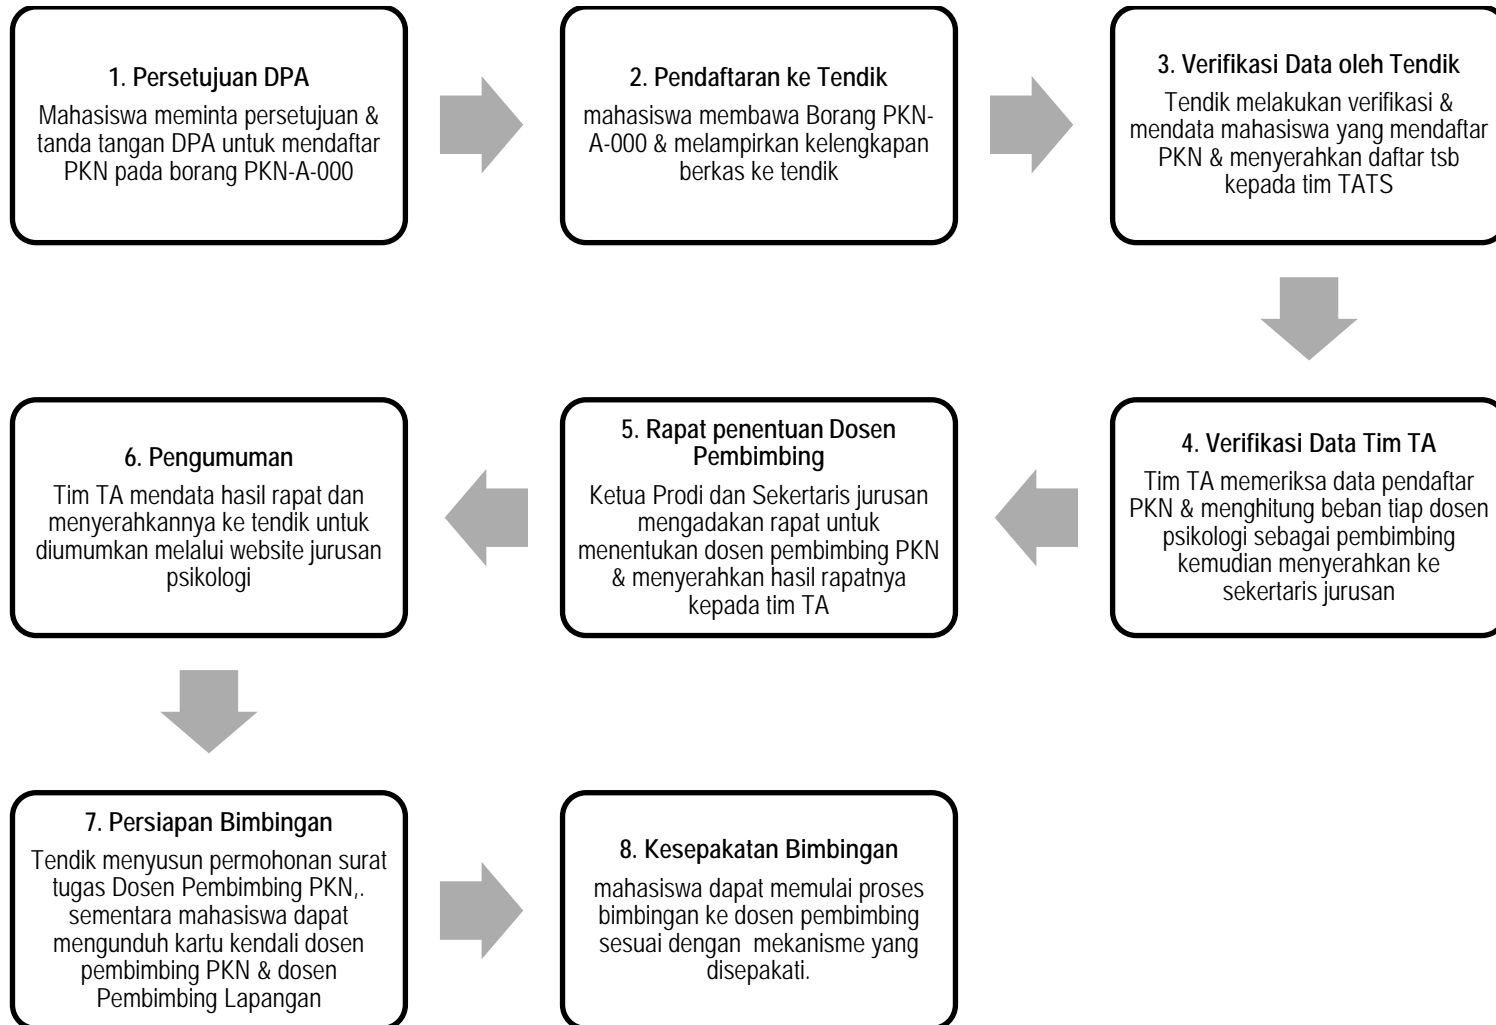 1. Persetujuan DPA
Mahasiswa meminta persetujuan &
tanda tangan DPA untuk mendaftar
PKN pada borang PKN-A-000
2. Pendaftaran ke Tendik
mahasiswa membawa Borang PKN-
A-000 & melampirkan kelengkapan
berkas ke tendik
3. Verifikasi Data oleh Tendik
Tendik melakukan verifikasi &
mendata mahasiswa yang mendaftar
PKN & menyerahkan daftar tsb
kepada tim TATS
4. Verifikasi Data Tim TA
Tim TA memeriksa data pendaftar
PKN & menghitung beban tiap dosen
psikologi sebagai pembimbing
kemudian menyerahkan ke
sekertaris jurusan
5. Rapat penentuan Dosen
Pembimbing
Ketua Prodi dan Sekertaris jurusan
mengadakan rapat untuk
menentukan dosen pembimbing PKN
& menyerahkan hasil rapatnya
kepada tim TA
6. Pengumuman
Tim TA mendata hasil rapat dan
menyerahkannya ke tendik untuk
diumumkan melalui website jurusan
psikologi
7. Persiapan Bimbingan
Tendik menyusun permohonan surat
tugas Dosen Pembimbing PKN,.
sementara mahasiswa dapat
mengunduh kartu kendali dosen
pembimbing PKN & dosen
Pembimbing Lapangan
8. Kesepakatan Bimbingan
mahasiswa dapat memulai proses
bimbingan ke dosen pembimbing
sesuai dengan  mekanisme yang
disepakati.